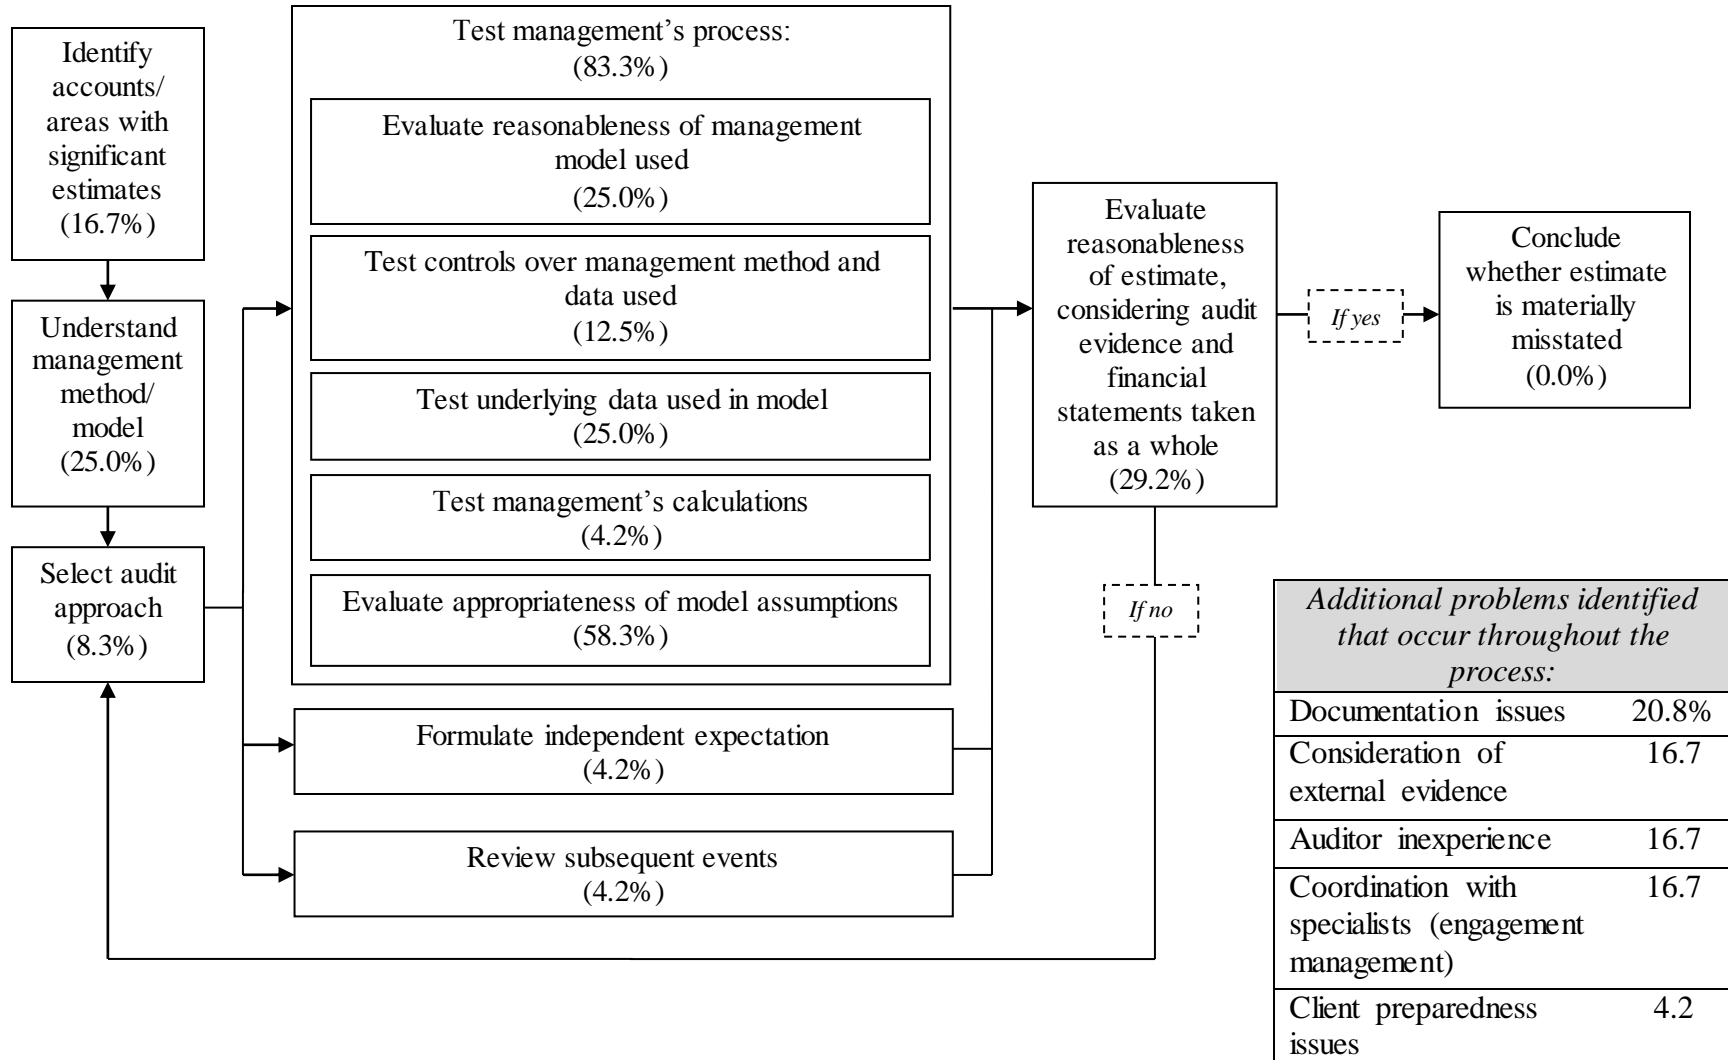 Identify
accounts/
areas with
significant
estimates
(16.7%)
Understand
management
method/
model
(25.0%)
Select audit
approach
(8.3%)
Test management’s process:
(83.3%)
Evaluate reasonableness of management
model used
(25.0%)
Test controls over management method and
data used
(12.5%)
Test underlying data used in model
(25.0%)
Test management’s calculations
(4.2%)
Evaluate appropriateness of model assumptions
(58.3%)
Formulate independent expectation
(4.2%)
Review subsequent events
(4.2%)
Evaluate
reasonableness
of estimate,
considering audit
evidence and
financial
statements taken
as a whole
(29.2%)
If yes
If no
Conclude
whether estimate
is materially
misstated
(0.0%)
Additional problems identified
that occur throughout the
process:
Documentation issues 20.8%
Consideration of 16.7
external evidence
Auditor inexperience 16.7
Coordination with 16.7
specialists (engagement
management)
Client preparedness 4.2
issues